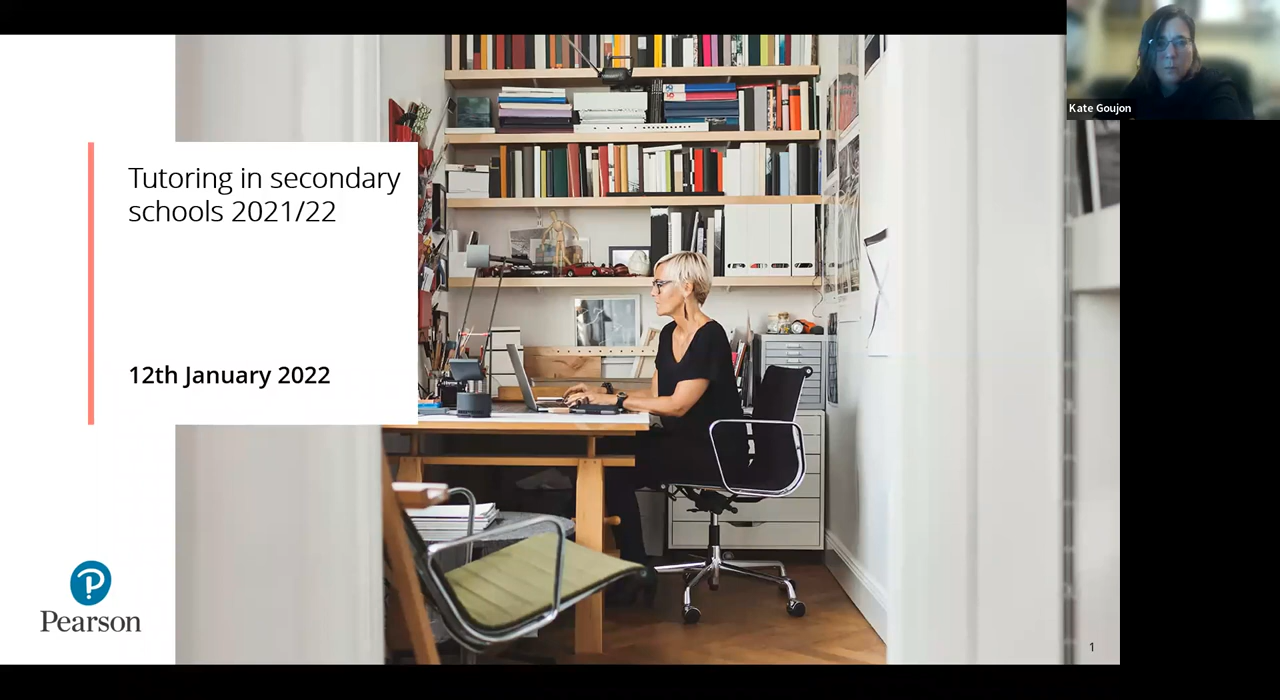 Kate Goujon
Tutoring in secondary
schools 2021/22
12th January 2022
Pearson
1